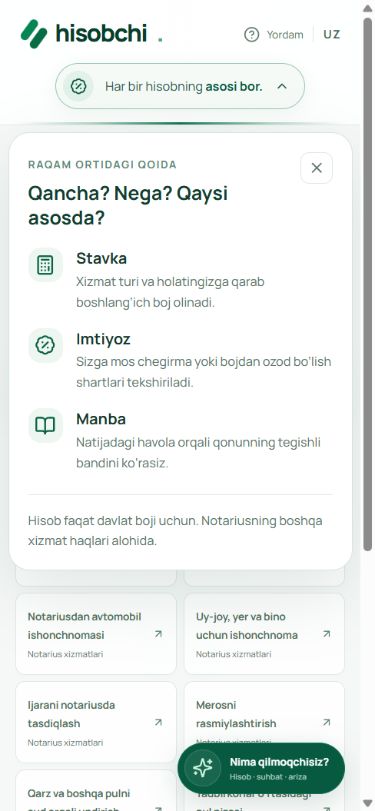 hisobchi.
Yordam
UZ
Har bir hisobning asosi bor.
RAQAM ORTIDAGI QOIDA
Qancha? Nega? Qaysi
asosda?
Stavka
Xizmat turi va holatingizga qarab
boshlang‘ich boj olinadi.
Imtiyoz
Sizga mos chegirma yoki bojdan ozod bo‘lish
shartlari tekshiriladi.
Manba
Natijadagi havola orqali qonunning tegishli
bandini ko‘rasiz.
Hisob faqat davlat boji uchun. Notariusning boshqa
xizmat haqlari alohida.
Notariusdan avtomobil
ishonchnomasi
Notarius xizmatlari
Uy-joy, yer va bino
uchun ishonchnoma
Notarius xizmatlari
Ijarani notariusda
tasdiqlash
Notarius xizmatlari
Merosni
rasmiylashtirish
Notarius xizmatlari
Qarz va boshqa pulni
Nima qilmoqchisiz?
Hisob · suhbat · ariza